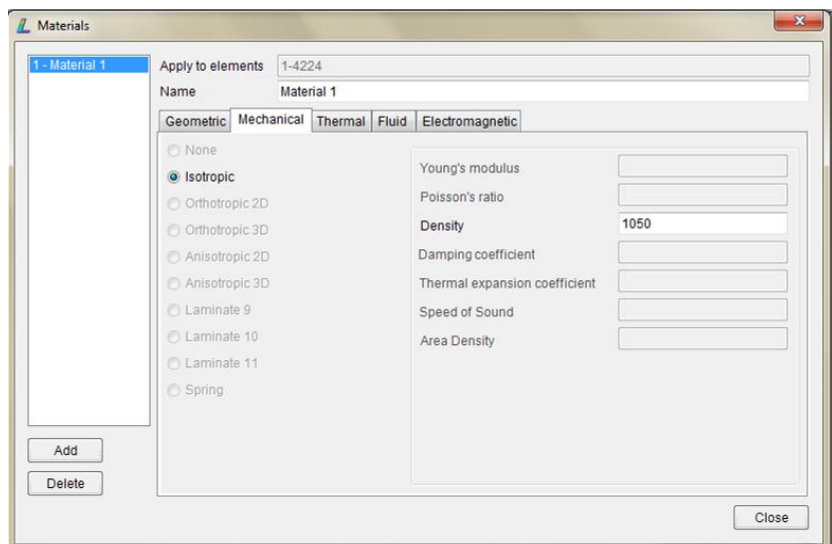 Materials
1 - Material 1
Apply to elements 1-4224
Name Material 1
Geometric Mechanical Thermal Fluid Electromagnetic
None
Isotropic
Orthotropic 2D
Orthotropic 3D
Anisotropic 2D
Anisotropic 3D
Laminate 9
Laminate 10
Laminate 11
Spring
Young's modulus
Poisson's ratio
Density 1050
Damping coefficient
Thermal expansion coefficient
Speed of Sound
Area Density
Add
Delete
Close